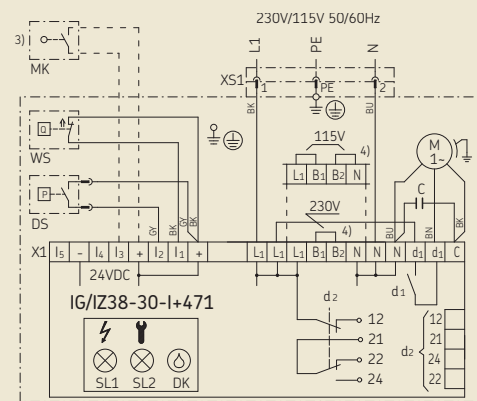 230V/115V 50/60Hz
3)
MK
L1 PE N
XS1 1 PE 2
BK BU
Q
WS
P
DS
115V
4)
L1 B1 B2 N
230V
4)
M
1~
C
GY BK GY BK
BU BN BK
X1 I5 - I4 I3 + I2 I1 + L1 L1 L1 B1 B2 N N N d1 d1 C
24VDC
IG/IZ38-30-I+471
SL1 SL2 DK
d2
12
21
22
24
d1
d2
12
21
24
22